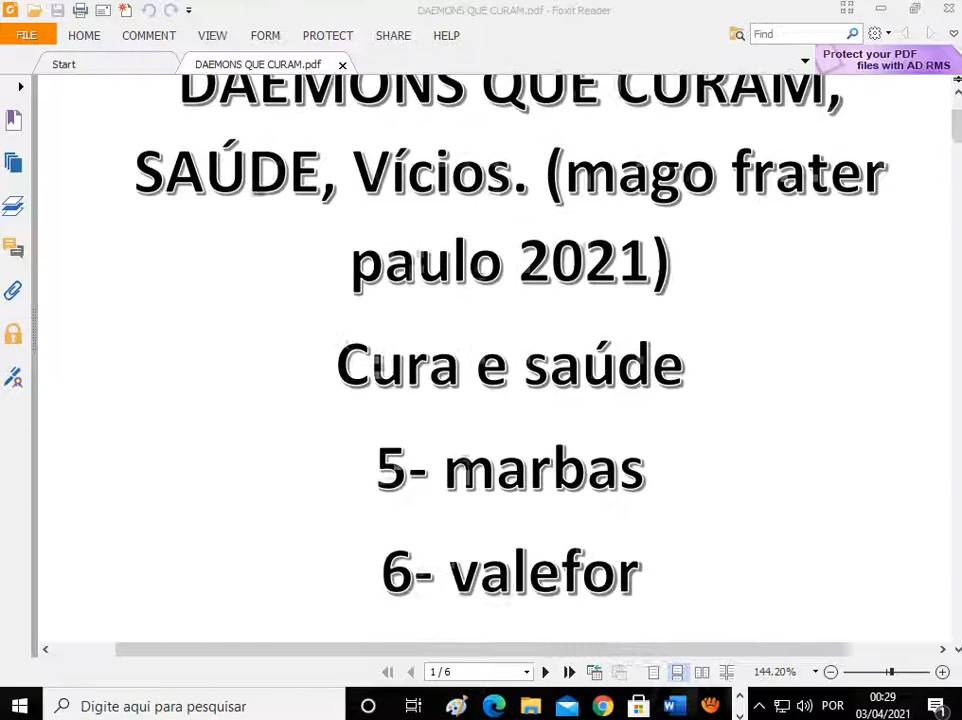 DAEMONS QUE CURAM.pdf - Foxit Reader
FILE HOME COMMENT VIEW FORM PROTECT SHARE HELP
Find
Protect your PDF
files with AD RMS
Start DAEMONS QUE CURAM.pdf
DAEMONS QUE CURAM,
SAÚDE, Vícios. (mago frater
paulo 2021)
Cura e saúde
5- marbas
6- valefor
1/6 144.20%
Digite aqui para pesquisar
POR
00:29
03/04/2021
1